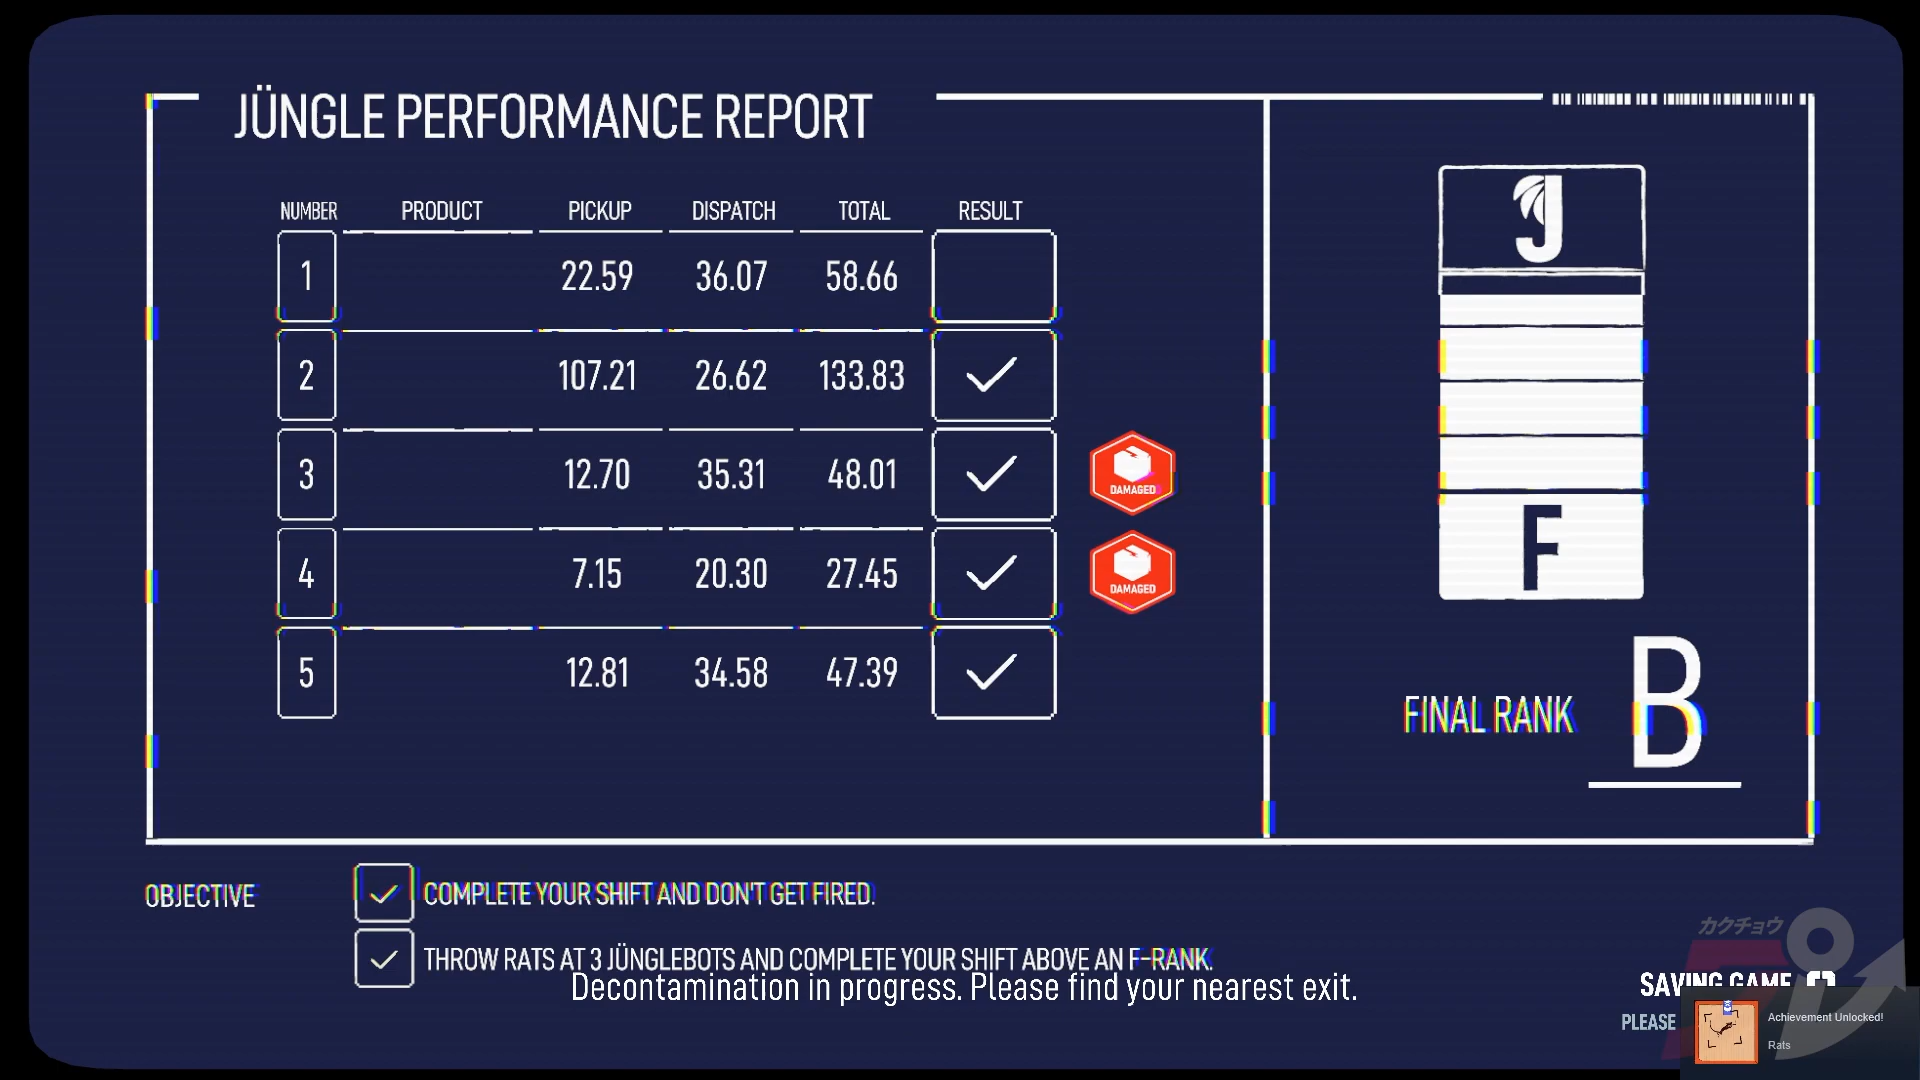 JÜNGLE PERFORMANCE REPORT
NUMBER PRODUCT PICKUP DISPATCH TOTAL RESULT
1 22.59 36.07 58.66
2 107.21 26.62 133.83
3 12.70 35.31 48.01
DAMAGED
4 7.15 20.30 27.45
DAMAGED
5 12.81 34.58 47.39
J
F
FINAL RANK B
OBJECTIVE
COMPLETE YOUR SHIFT AND DON'T GET FIRED.
THROW RATS AT 3 JÜNGLEBOTS AND COMPLETE YOUR SHIFT ABOVE AN F-RANK.
Decontamination in progress. Please find your nearest exit.
カクチョウ
SAVING GAME
PLEASE
Achievement Unlocked!
Rats